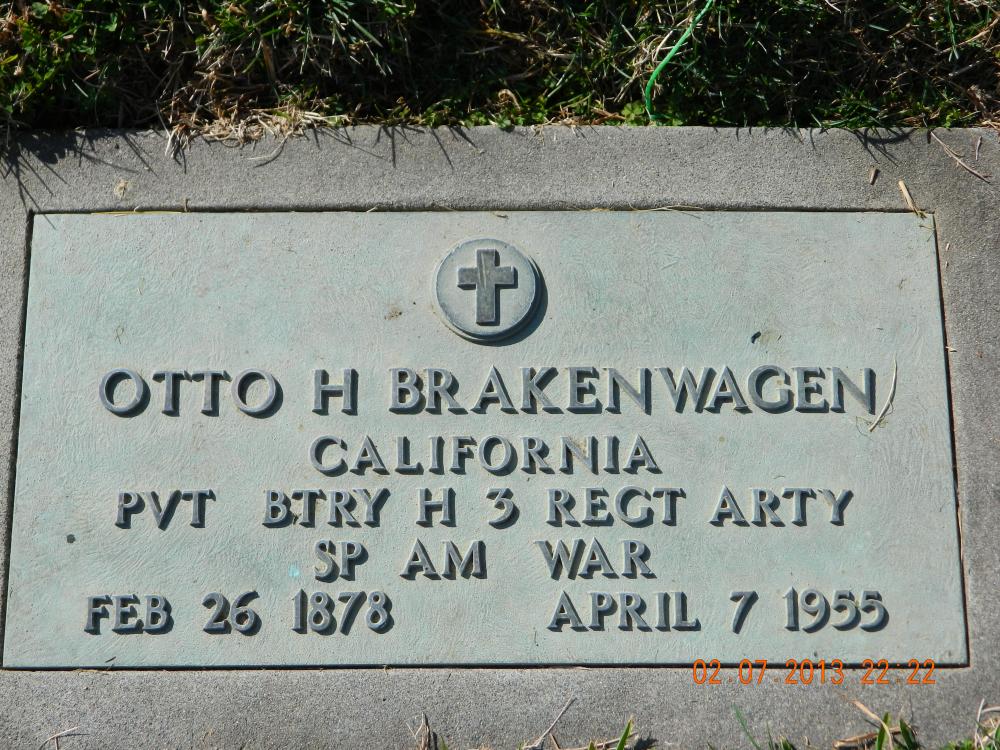 OTTO H BRAKENWAGEN
CALIFORNIA
PVT BTRY H 3 REGT ARTY
SP AM WAR
FEB 26 1878 APRIL 7 1955
02.07.2013 22:22